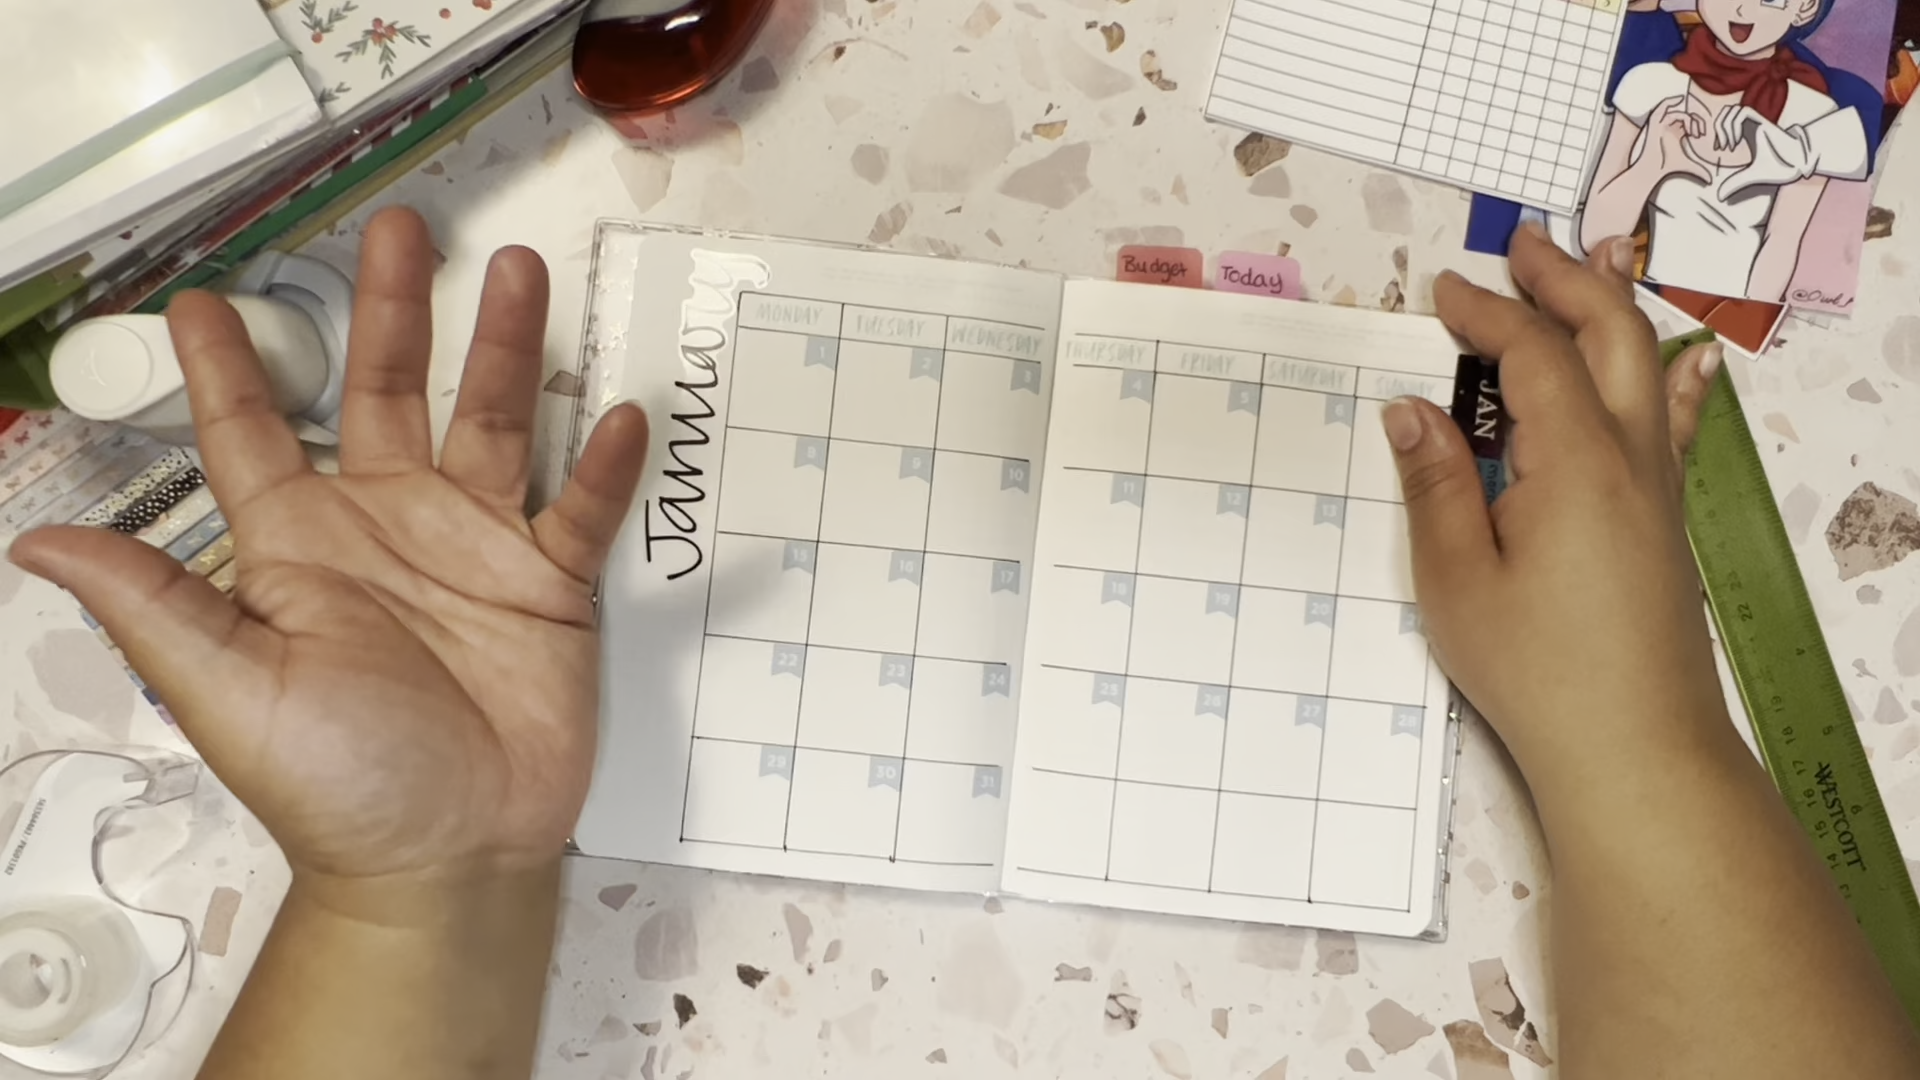 Budget
Today
January
MONDAY TUESDAY WEDNESDAY THURSDAY FRIDAY SATURDAY SUNDAY
1 2 3 4 5 6
8 9 10 11 12 13
15 16 17 18 19 20
22 23 24 25 26 27 28
29 30 31
JAN
WESTCOTT